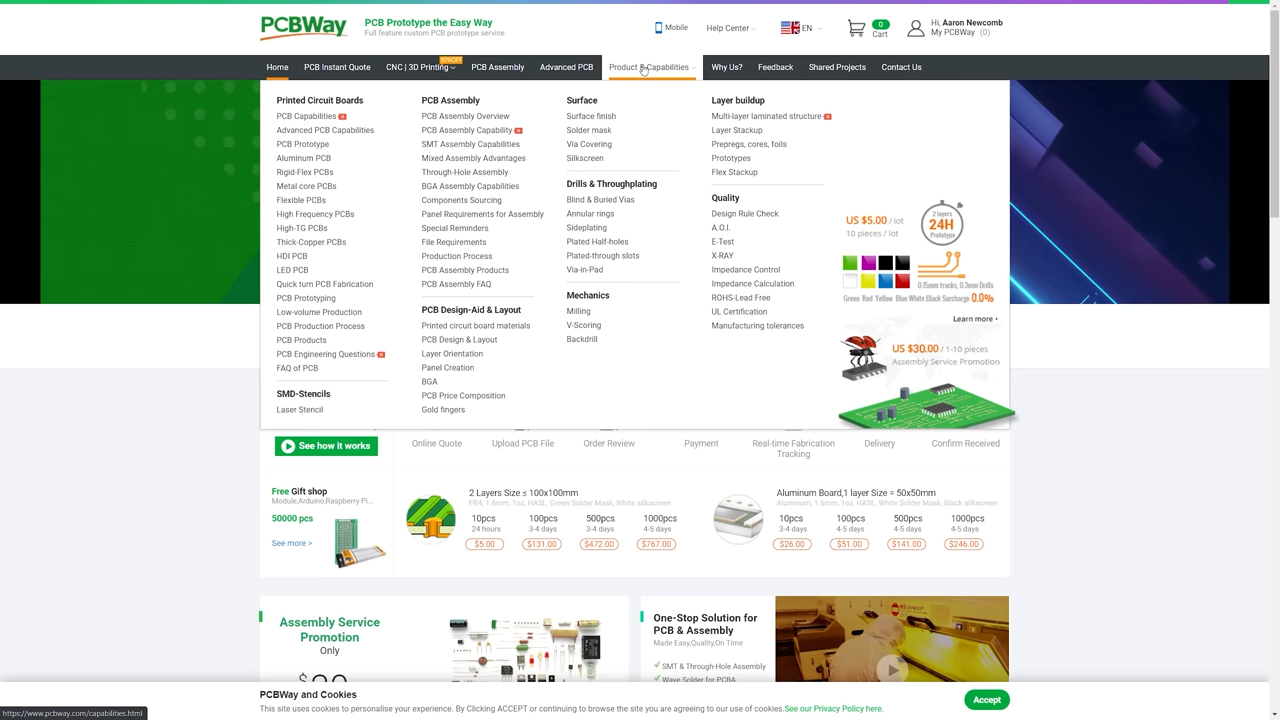 PCBWay
PCB Prototype the Easy Way
Full feature custom PCB prototype service.
Mobile
Help Center
EN
0
Cart
Hi, Aaron Newcomb
My PCBWay (0)
Home
PCB Instant Quote
CNC | 3D Printing
10%OFF
PCB Assembly
Advanced PCB
Product & Capabilities
Why Us?
Feedback
Shared Projects
Contact Us
Printed Circuit Boards
PCB Capabilities
Advanced PCB Capabilities
PCB Prototype
Aluminum PCB
Rigid-Flex PCBs
Metal core PCBs
Flexible PCBs
High Frequency PCBs
High-TG PCBs
Thick-Copper PCBs
HDI PCB
LED PCB
Quick turn PCB Fabrication
PCB Prototyping
Low-volume Production
PCB Production Process
PCB Products
PCB Engineering Questions
FAQ of PCB
SMD-Stencils
Laser Stencil
PCB Assembly
PCB Assembly Overview
PCB Assembly Capability
SMT Assembly Capabilities
Mixed Assembly Advantages
Through-Hole Assembly
BGA Assembly Capabilities
Components Sourcing
Panel Requirements for Assembly
Special Reminders
File Requirements
Production Process
PCB Assembly Products
PCB Assembly FAQ
PCB Design-Aid & Layout
Printed circuit board materials
PCB Design & Layout
Layer Orientation
Panel Creation
BGA
PCB Price Composition
Gold fingers
Surface
Surface finish
Solder mask
Via Covering
Silkscreen
Drills & Throughplating
Blind & Buried Vias
Annular rings
Sideplating
Plated Half-holes
Plated-through slots
Via-in-Pad
Mechanics
Milling
V-Scoring
Backdrill
Layer buildup
Multi-layer laminated structure
Layer Stackup
Prepregs, cores, foils
Prototypes
Flex Stackup
Quality
Design Rule Check
A.O.I.
E-Test
X-RAY
Impedance Control
Impedance Calculation
ROHS-Lead Free
UL Certification
Manufacturing tolerances
US $5.00 / lot
10 pieces / lot
2 layers
24H
Prototype
0.15mm tracks, 0.3mm Drills
Green Red Yellow Blue White Black Surcharge 0.0%
Learn more
US $30.00 / 1-10 pieces
Assembly Service Promotion
See how it works
Online Quote
Upload PCB File
Order Review
Payment
Real-time Fabrication
Tracking
Delivery
Confirm Received
Free Gift shop
Module,Arduino,Raspberry Pi...
50000 pcs
See more >
2 Layers Size ≤ 100x100mm
FR4, 1.6mm, 1oz, HASL, Green Solder Mask, White silkscreen
10pcs 100pcs 500pcs 1000pcs
24 hours 3-4 days 3-4 days 4-5 days
$5.00 $131.00 $472.00 $767.00
Aluminum Board,1 layer Size = 50x50mm
Aluminum, 1.6mm, 1oz, HASL, White Solder Mask, Black silkscreen
10pcs 100pcs 500pcs 1000pcs
3-4 days 4-5 days 4-5 days 4-5 days
$26.00 $51.00 $141.00 $246.00
Assembly Service
Promotion
Only
One-Stop Solution for
PCB & Assembly
Made Easy,Quality,On Time
SMT & Through-Hole Assembly
Wave Solder for PCBA
PCBWay and Cookies
This site uses cookies to personalise your experience. By Clicking ACCEPT or continuing to browse the site you are agreeing to our use of cookies.See our Privacy Policy here.
Accept
https://www.pcbway.com/capabilities.html